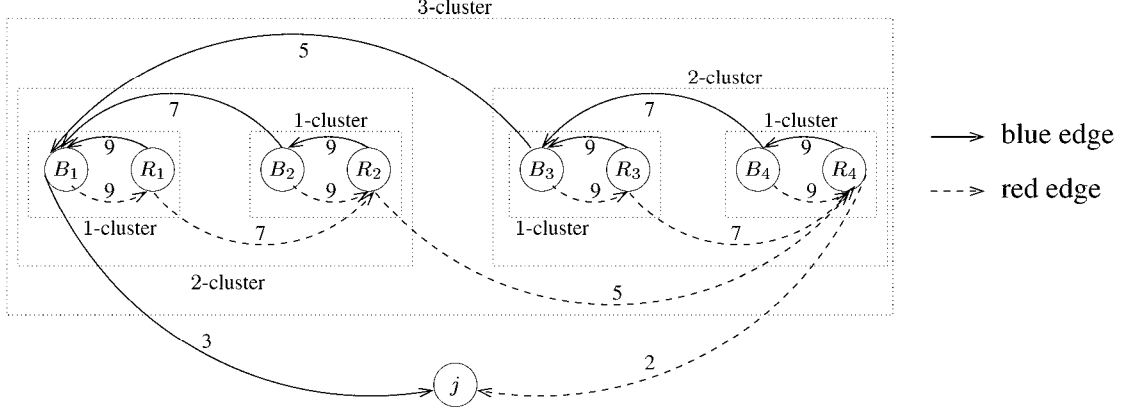 3-cluster
5
2-cluster
7
7
1-cluster
1-cluster
9
9
9
9
blue edge
B₁
R₁
B₂
R₂
B₃
R₃
B₄
R₄
red edge
9
9
9
9
1-cluster
1-cluster
7
7
2-cluster
5
3
2
j